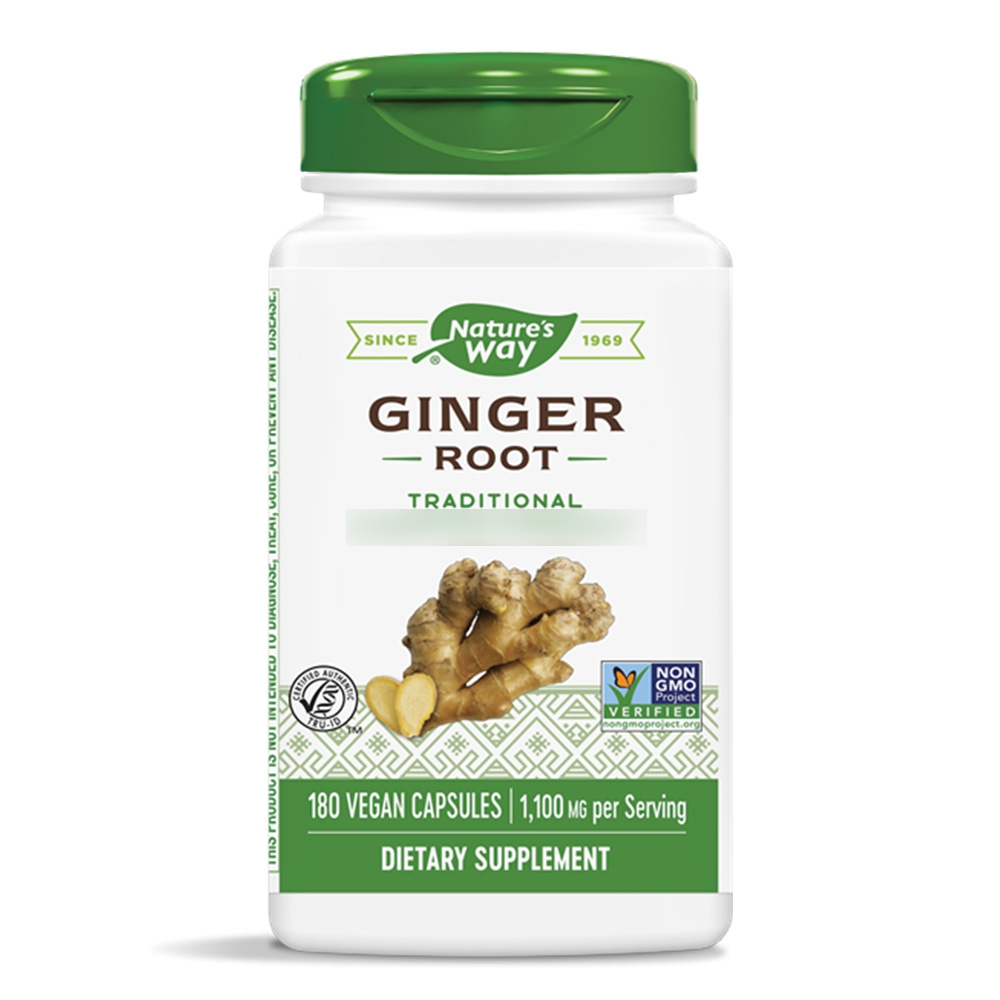 SINCE Nature's Way® 1969
GINGER
ROOT
TRADITIONAL
CERTIFIED AUTHENTIC
TRU-ID™
NON
GMO
Project
VERIFIED
nongmoproject.org
180 VEGAN CAPSULES | 1,100 MG per Serving
DIETARY SUPPLEMENT
THIS PRODUCT IS NOT INTENDED TO DIAGNOSE, TREAT, CURE, OR PREVENT ANY DISEASE.